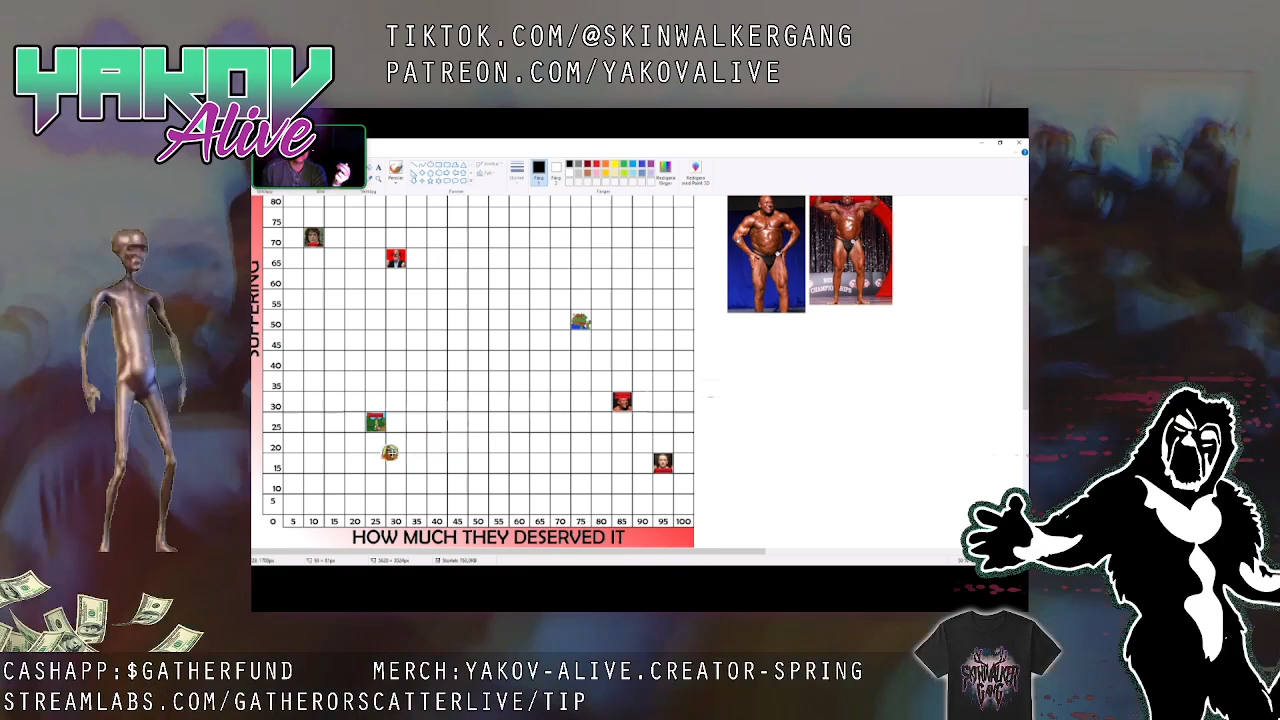 TIKTOK.COM/@SKINWALKERGANG
PATREON.COM/YAKOVALIVE
YAKOV
Alive
80
75
70
65
60
55
50
45
40
35
30
25
20
15
10
5
0 5 10 15 20 25 30 35 40 45 50 55 60 65 70 75 80 85 90 95 100
SUFFERING
HOW MUCH THEY DESERVED IT
CASHAPP:$GATHERFUND MERCH:YAKOV-ALIVE.CREATOR-SPRING
STREAMLABS.COM/GATHERORSCATTERLIVE/TIP
SKINWALKER
GANG